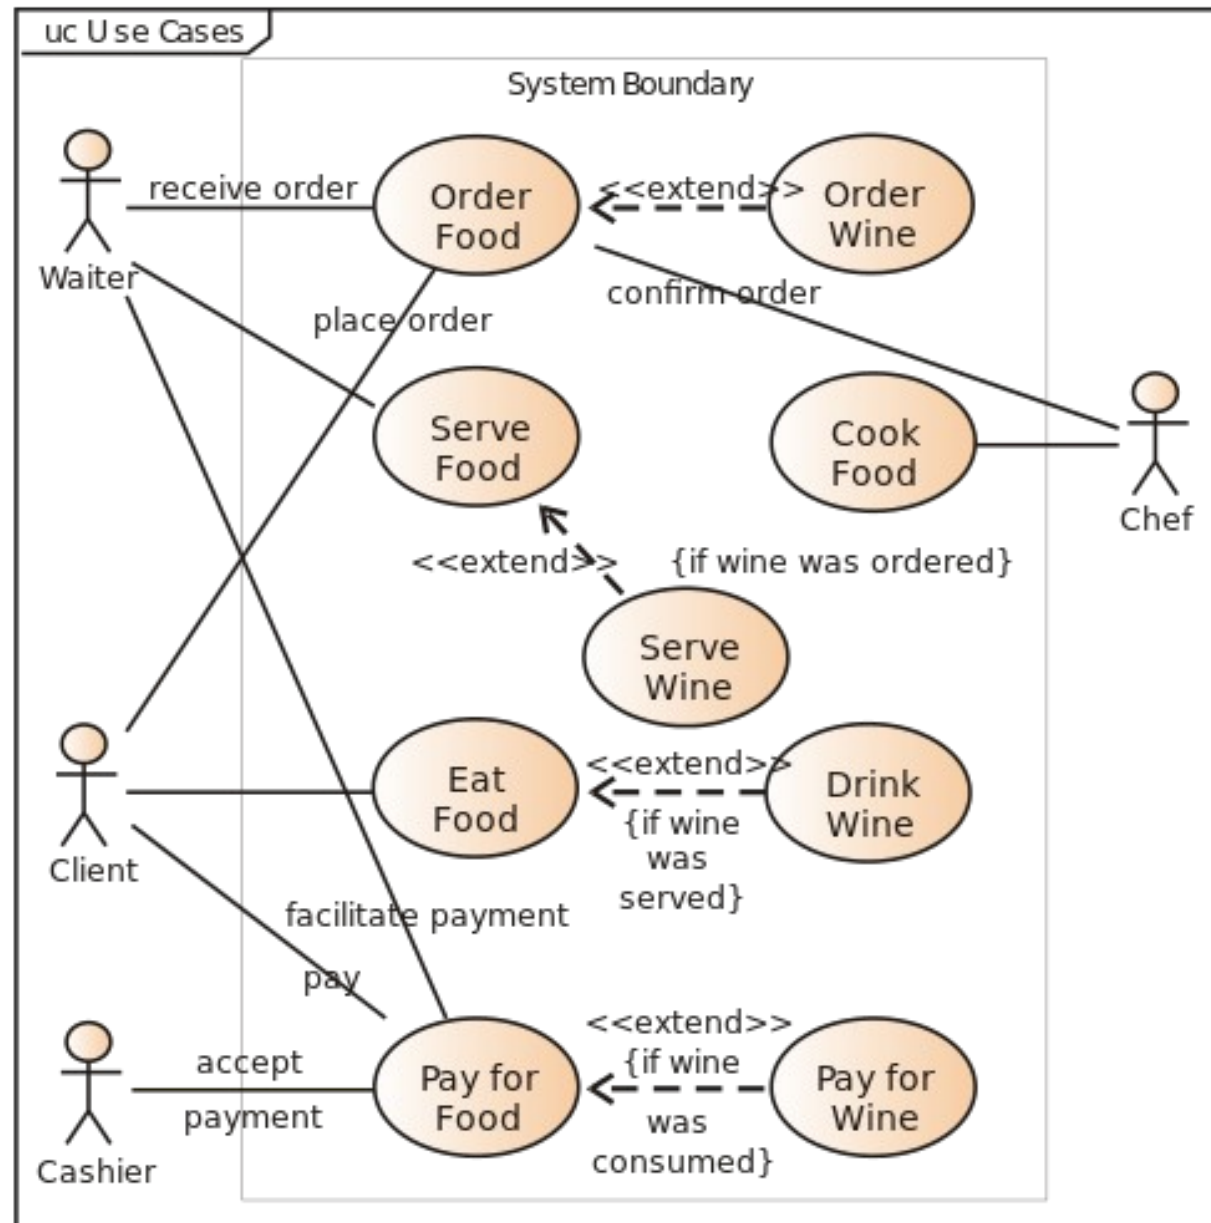 uc Use Cases
System Boundary
receive order
Order
Food
<<extend>>
Order
Wine
Waiter
confirm order
place order
Serve
Food
Cook
Food
Chef
<<extend>>
{if wine was ordered}
Serve
Wine
Client
Eat
Food
<<extend>>
{if wine
was
served}
Drink
Wine
facilitate payment
pay
accept
payment
Cashier
Pay for
Food
<<extend>>
{if wine
was
consumed}
Pay for
Wine